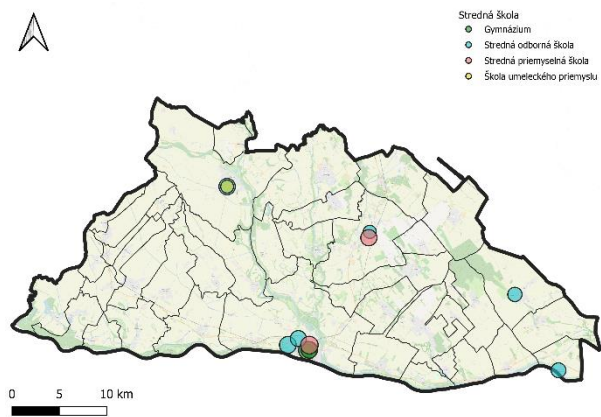 Stredná škola
Gymnázium
Stredná odborná škola
Stredná priemyselná škola
Škola umeleckého priemyslu
0 5 10 km